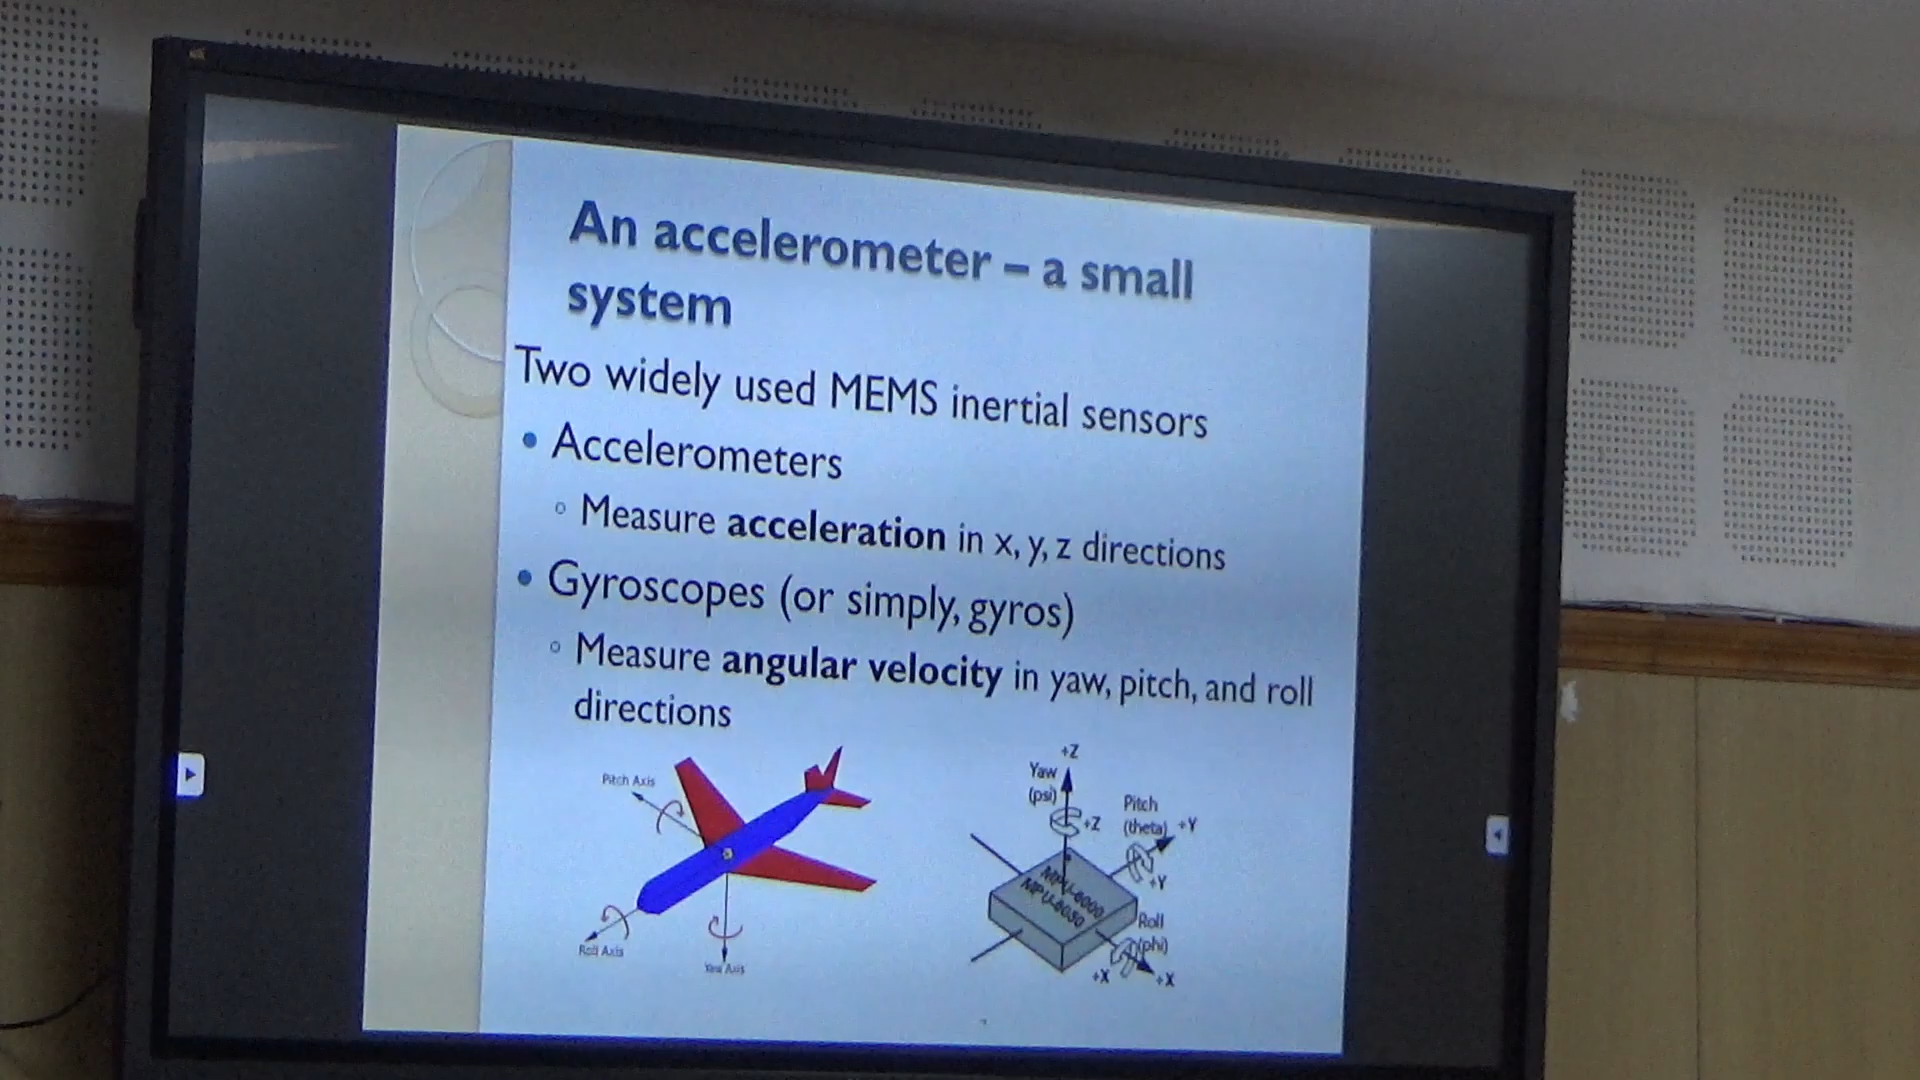 An accelerometer – a small
system
Two widely used MEMS inertial sensors
• Accelerometers
◦ Measure acceleration in x, y, z directions
• Gyroscopes (or simply, gyros)
◦ Measure angular velocity in yaw, pitch, and roll
directions
Pitch Axis
Roll Axis
Yaw Axis
+Z
Yaw
(psi)
+Z
Pitch
(theta)
+Y
+Y
MPU-6000
MPU-6050
Roll
(phi)
+X
+X